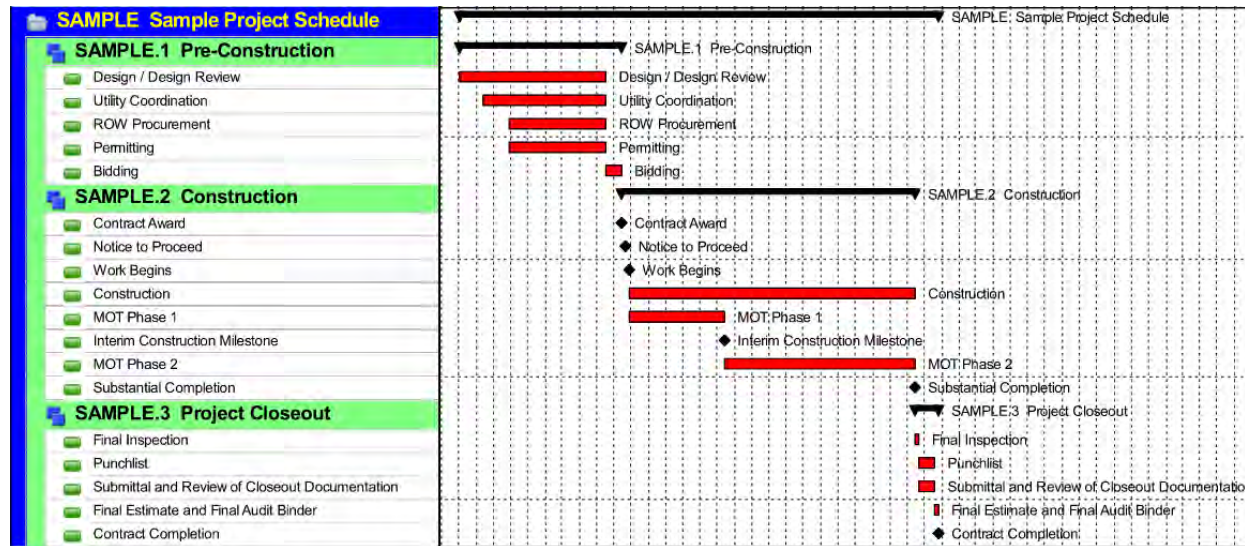 SAMPLE Sample Project Schedule SAMPLE Sample Project Schedule
SAMPLE.1 Pre-Construction SAMPLE.1 Pre-Construction
Design / Design Review Design / Design Review
Utility Coordination Utility Coordination
ROW Procurement ROW Procurement
Permitting Permitting
Bidding Bidding
SAMPLE.2 Construction SAMPLE.2 Construction
Contract Award Contract Award
Notice to Proceed Notice to Proceed
Work Begins Work Begins
Construction Construction
MOT Phase 1 MOT Phase 1
Interim Construction Milestone Interim Construction Milestone
MOT Phase 2 MOT Phase 2
Substantial Completion Substantial Completion
SAMPLE.3 Project Closeout SAMPLE.3 Project Closeout
Final Inspection Final Inspection
Punchlist Punchlist
Submittal and Review of Closeout Documentation Submittal and Review of Closeout Documentatio
Final Estimate and Final Audit Binder Final Estimate and Final Audit Binder
Contract Completion Contract Completion